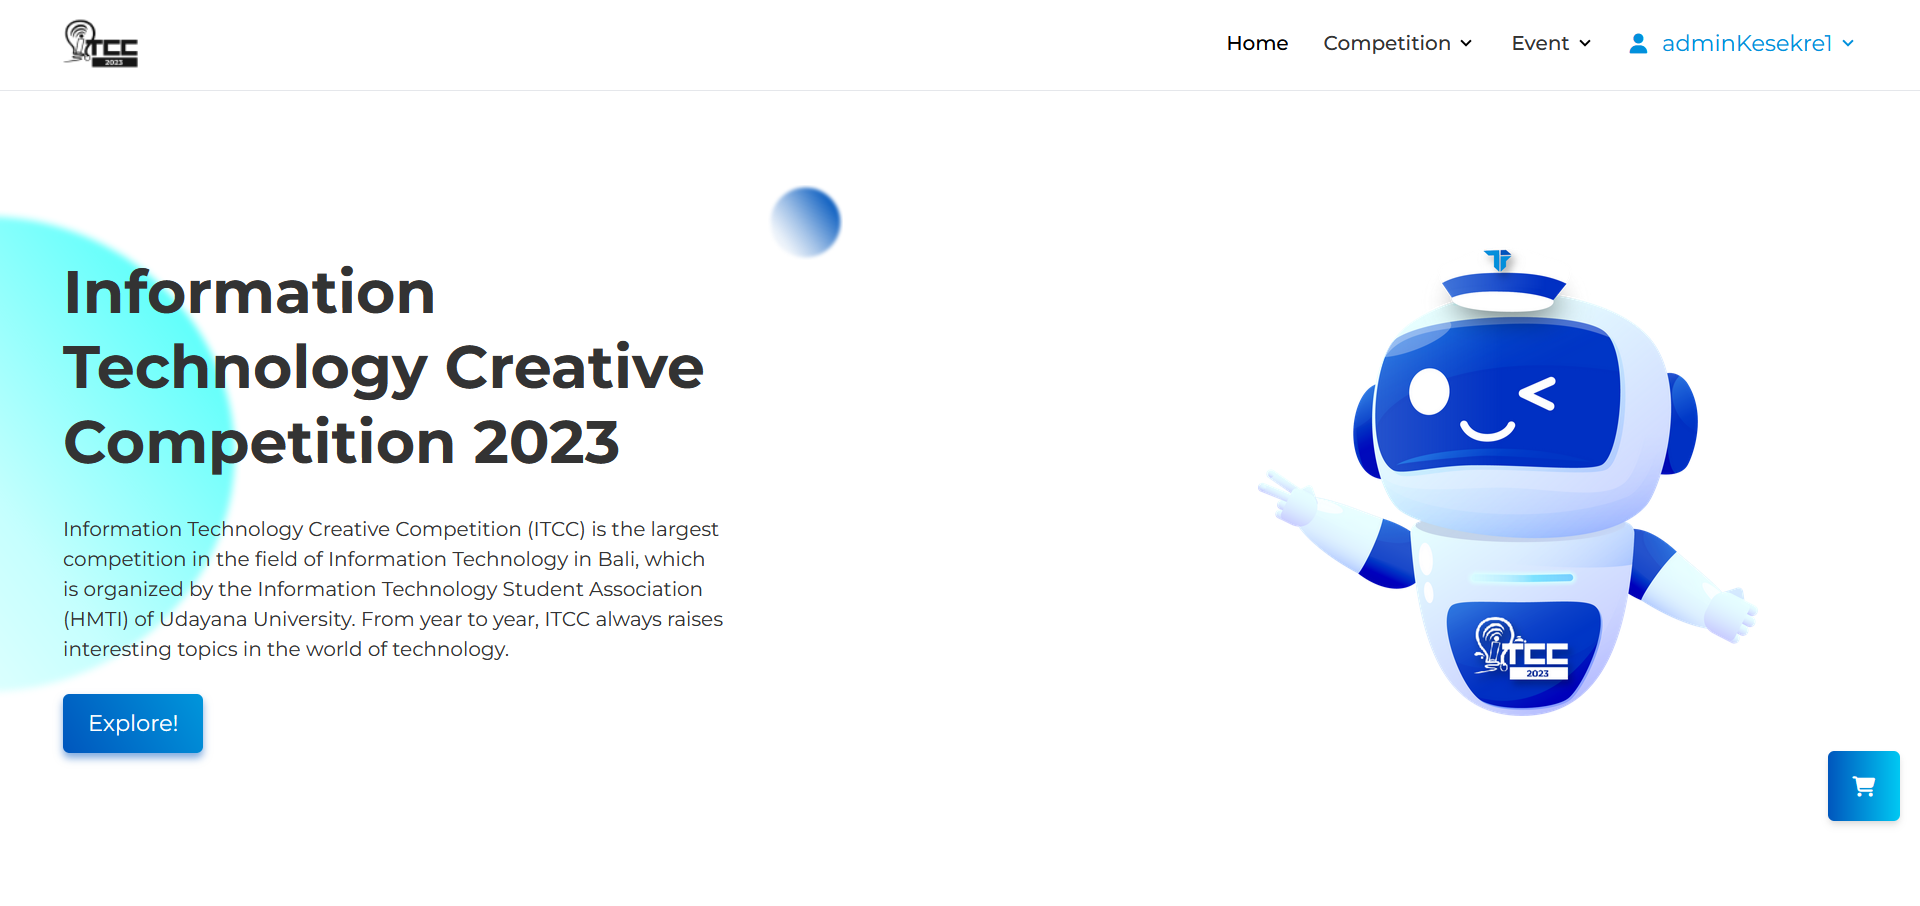 iTCC
2023
Home
Competition
Event
adminKesekre1
Information
Technology Creative
Competition 2023
Information Technology Creative Competition (ITCC) is the largest
competition in the field of Information Technology in Bali, which
is organized by the Information Technology Student Association
(HMTI) of Udayana University. From year to year, ITCC always raises
interesting topics in the world of technology.
Explore!
iTCC
2023